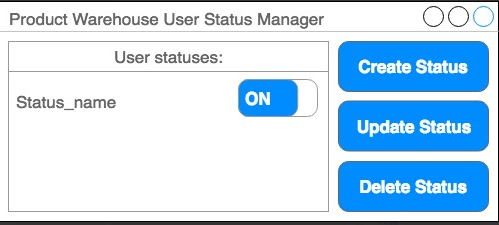 Product Warehouse User Status Manager
User statuses:
Status_name
ON
Create Status
Update Status
Delete Status